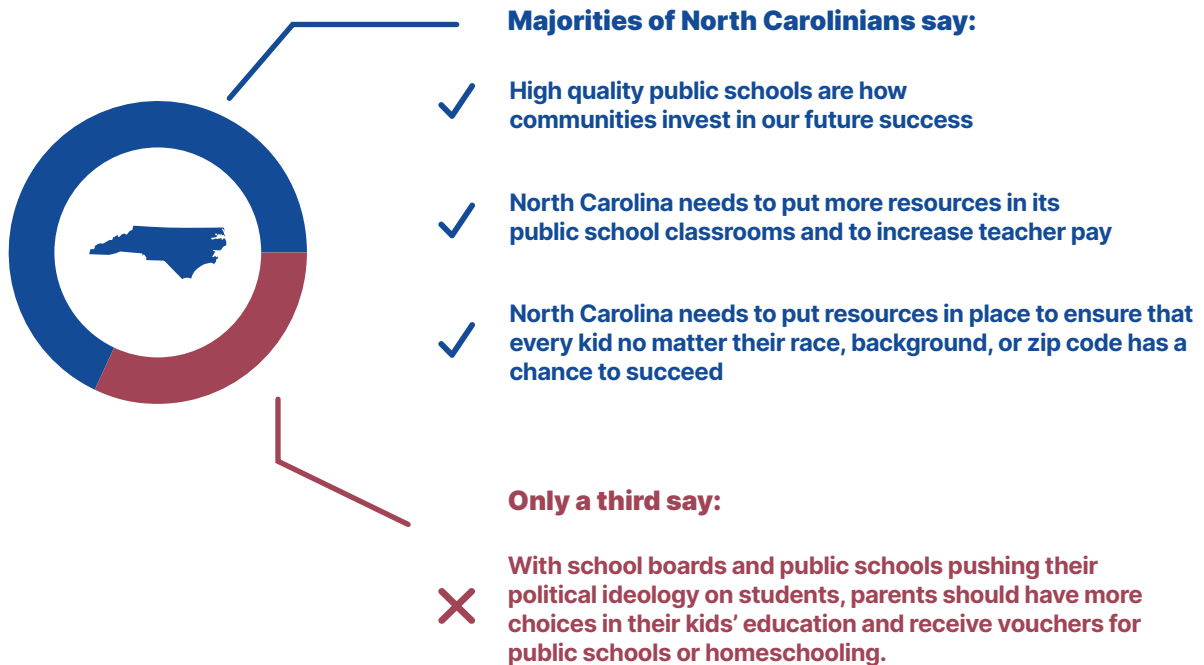 Majorities of North Carolinians say:
High quality public schools are how
communities invest in our future success
North Carolina needs to put more resources in its
public school classrooms and to increase teacher pay
North Carolina needs to put resources in place to ensure that
every kid no matter their race, background, or zip code has a
chance to succeed
Only a third say:
With school boards and public schools pushing their
political ideology on students, parents should have more
choices in their kids’ education and receive vouchers for
public schools or homeschooling.